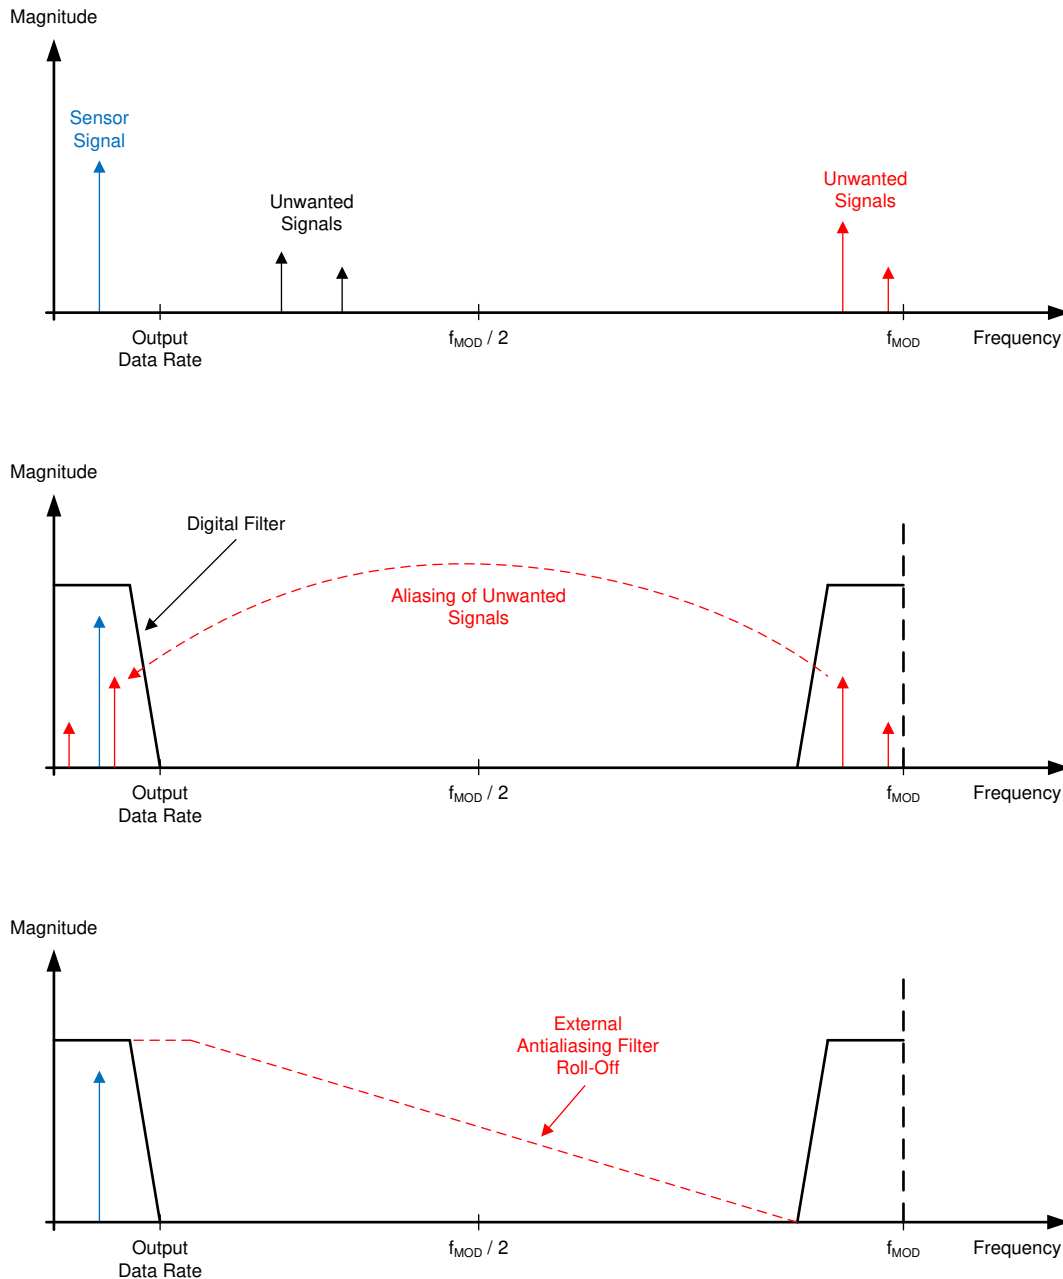 Magnitude
Sensor
Signal
Unwanted
Signals
Unwanted
Signals
Output
Data Rate
fMOD / 2
fMOD
Frequency
Magnitude
Digital Filter
Aliasing of Unwanted
Signals
Output
Data Rate
fMOD / 2
fMOD
Frequency
Magnitude
External
Antialiasing Filter
Roll-Off
Output
Data Rate
fMOD / 2
fMOD
Frequency